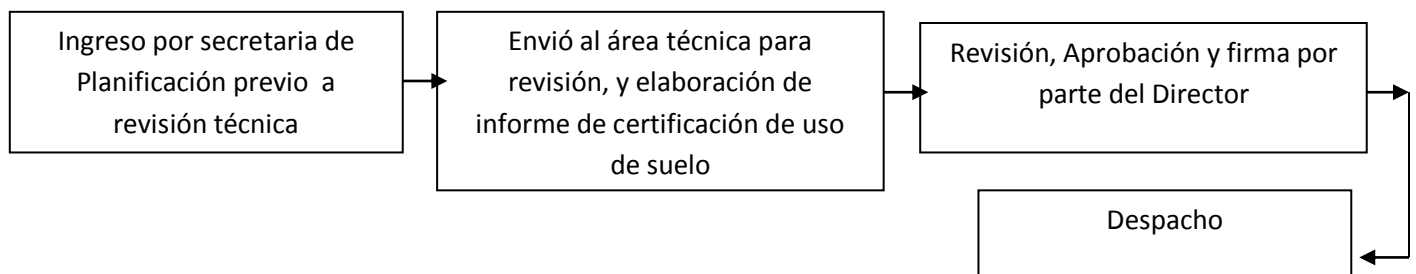 Ingreso por secretaria de
Planificación previo  a
revisión técnica
Envió al área técnica para
revisión, y elaboración de
informe de certificación de uso
de suelo
Revisión, Aprobación y firma por
parte del Director
Despacho